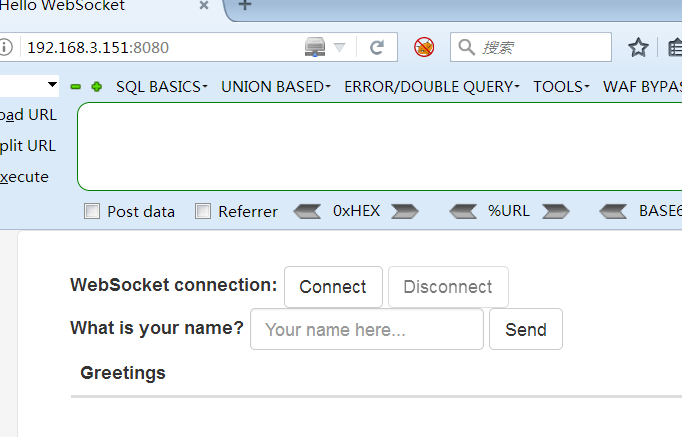 Hello WebSocket
192.168.3.151:8080
搜索
SQL BASICS UNION BASED ERROR/DOUBLE QUERY TOOLS WAF BYPAS
oad URL
plit URL
xecute
Post data Referrer 0xHEX %URL BASE6
WebSocket connection: Connect Disconnect
What is your name? Your name here... Send
Greetings